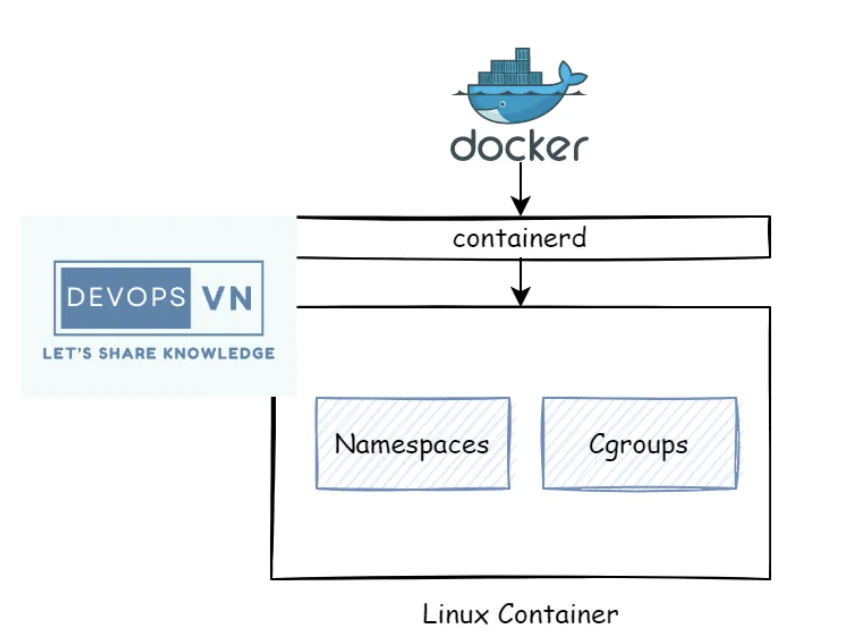 docker
containerd
DEVOPS VN
LET'S SHARE KNOWLEDGE
Namespaces
Cgroups
Linux Container